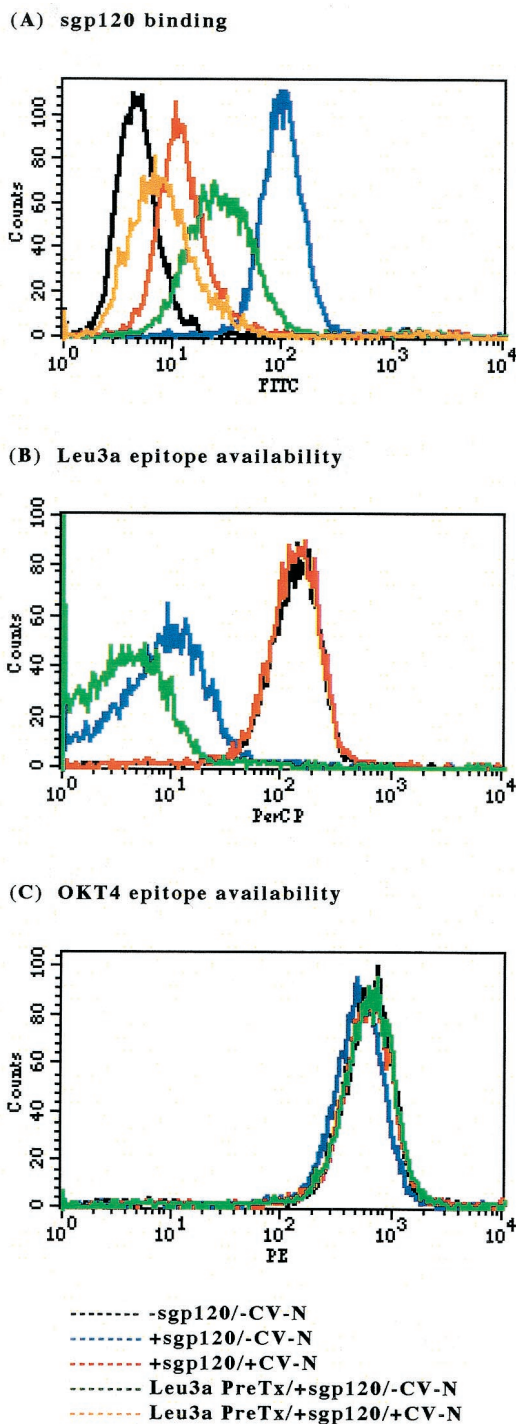 (A) sgp120 binding
Counts
0 20 40 60 80 100
10^0 10^1 10^2 10^3 10^4
FITC
(B) Leu3a epitope availability
Counts
0 20 40 60 80 100
10^0 10^1 10^2 10^3 10^4
PerCP
(C) OKT4 epitope availability
Counts
0 20 40 60 80 100
10^0 10^1 10^2 10^3 10^4
PE
-sgp120/-CV-N
+sgp120/-CV-N
+sgp120/+CV-N
Leu3a PreTx/+sgp120/-CV-N
Leu3a PreTx/+sgp120/+CV-N